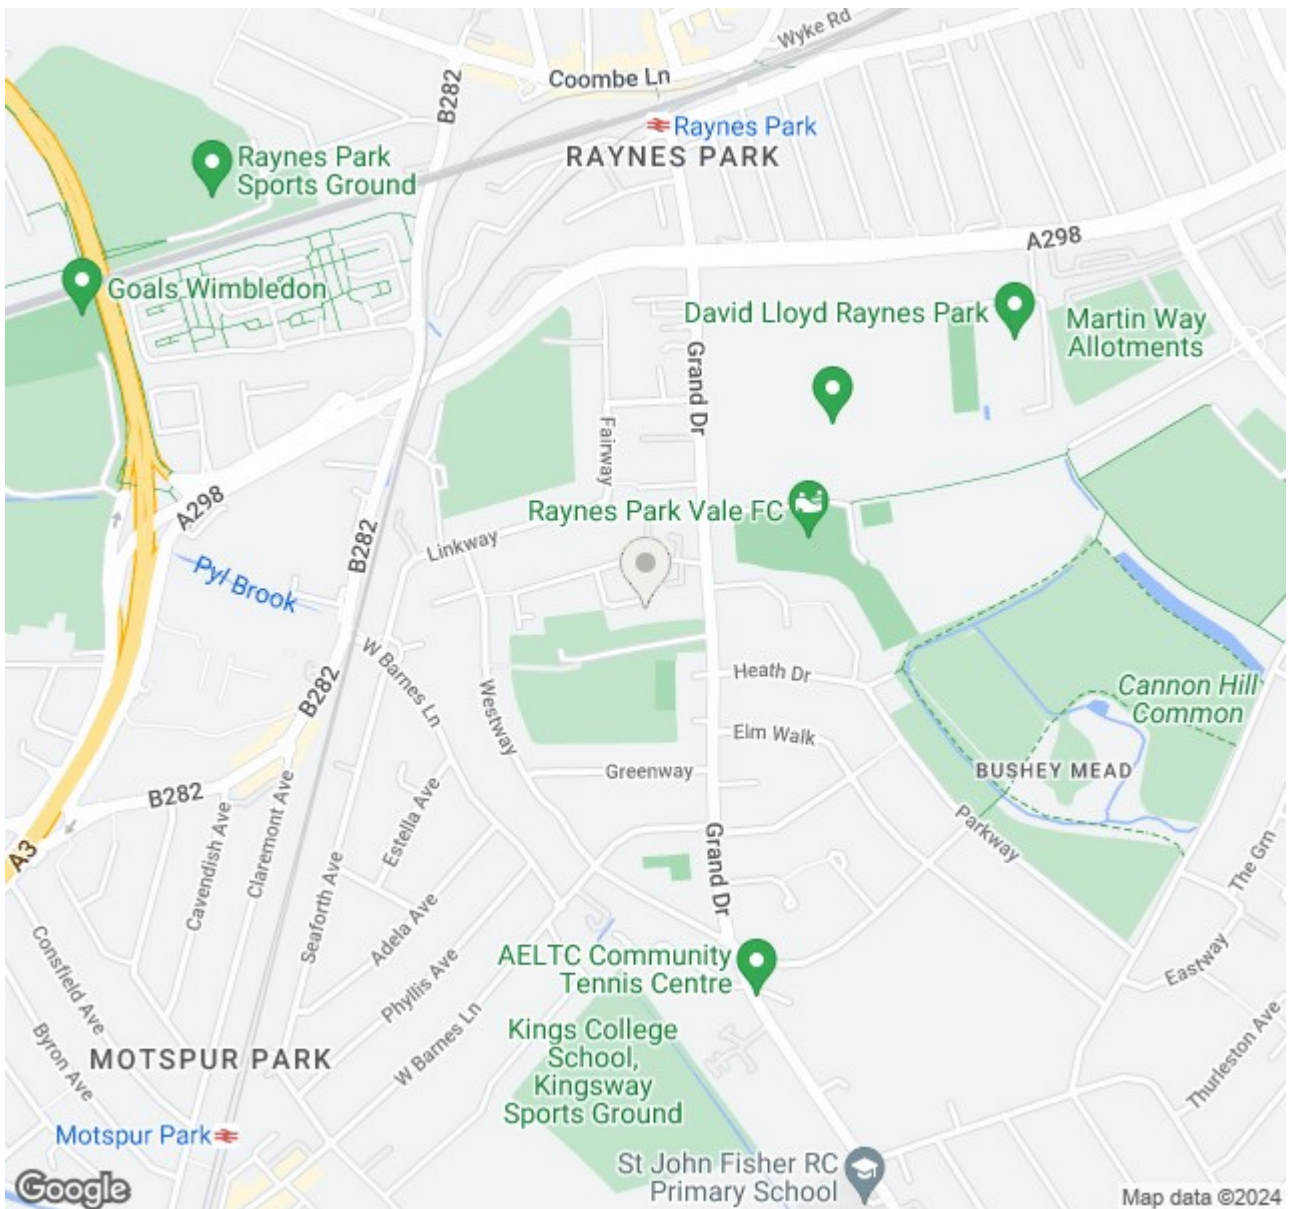 Wyke Rd
Coombe Ln
B282
Raynes Park
RAYNES PARK
Raynes Park
Sports Ground
A298
Goals Wimbledon
David Lloyd Raynes Park
Martin Way
Allotments
Grand Dr
Fairway
A298
Raynes Park Vale FC
B282
Linkway
Pyl Brook
W Barnes Ln
Heath Dr
B282
Westway
Cannon Hill
Common
Elm Walk
Greenway
BUSHEY MEAD
B282
Estella Ave
Claremont Ave
Cavendish Ave
Parkway
Grand Dr
A3
The Grn
Seaforth Ave
Adela Ave
Consfield Ave
AELTC Community
Tennis Centre
Eastway
Phyllis Ave
Kings College
School,
Kingsway
Sports Ground
W Barnes Ln
Byron Ave
MOTSPUR PARK
Thurleston Ave
Motspur Park
St John Fisher RC
Primary School
Google
Map data ©2024